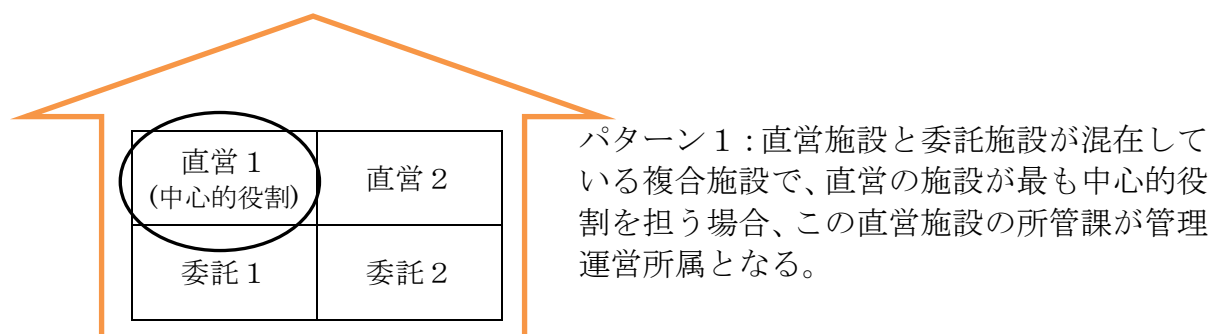 直営１
(中心的役割)
直営２
委託１
委託２
パターン１:直営施設と委託施設が混在して
いる複合施設で、直営の施設が最も中心的役
割を担う場合、この直営施設の所管課が管理
運営所属となる。